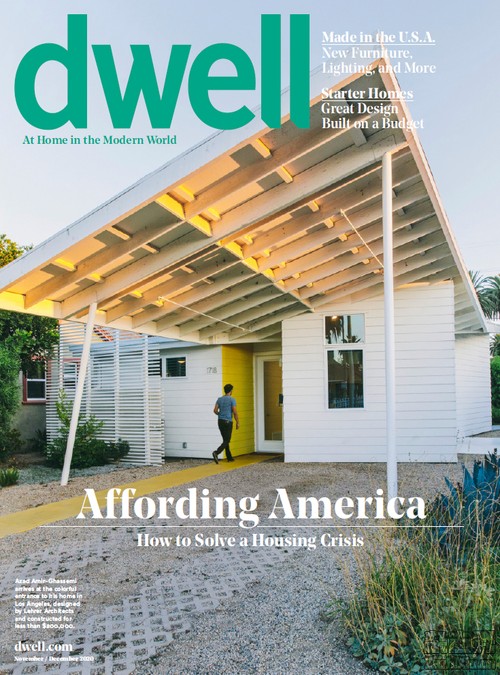 dwell
At Home in the Modern World
Made in the U.S.A.
New Furniture,
Lighting, and More
Starter Homes
Great Design
Built on a Budget
1718
Affording America
How to Solve a Housing Crisis
Azad Amir-Ghassemi
arrives at the colorful
entrance to his home in
Los Angeles, designed
by Lehrer Architects
and constructed for
less than $200,000.
dwell.com
November / December 2020